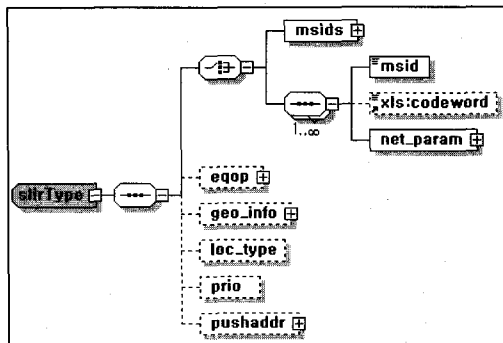 msids
msid
xls:codeword
1..∞
net_param
slirType
eqop
geo_info
loc_type
prio
pushaddr